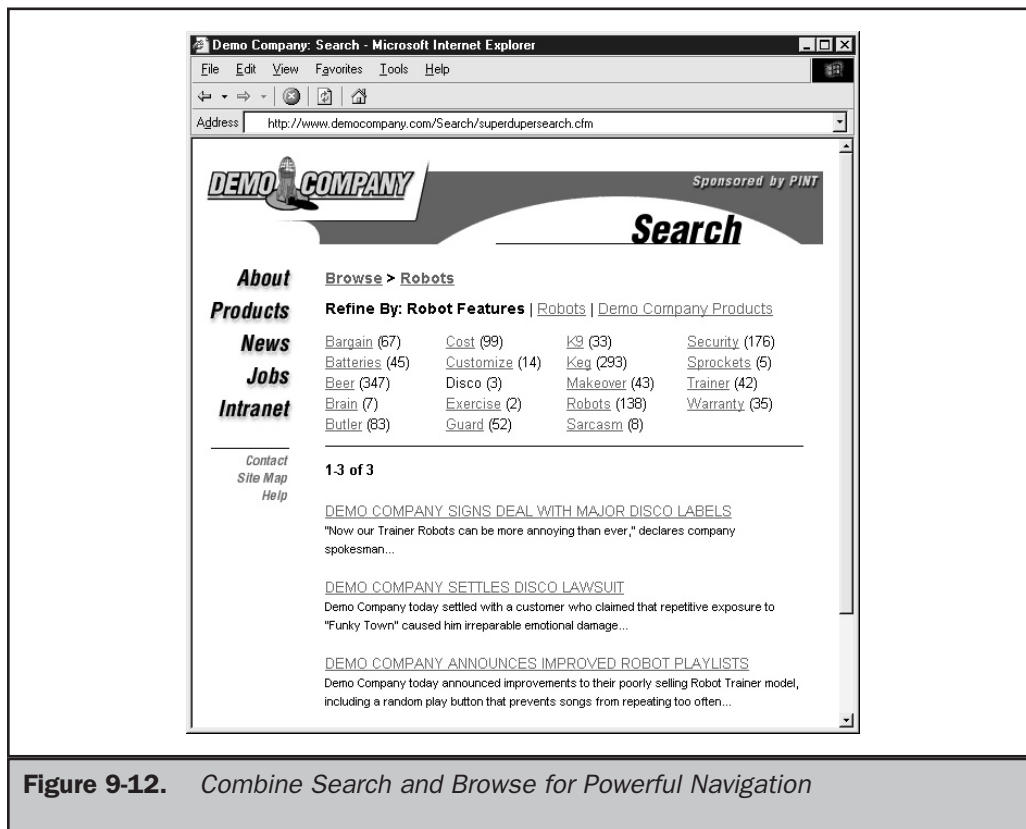 Demo Company: Search - Microsoft Internet Explorer
File Edit View Favorites Tools Help
Address http://www.democompany.com/Search/superdupersearch.cfm
DEMO COMPANY
Sponsored by PINT
Search
About
Products
News
Jobs
Intranet
Contact
Site Map
Help
Browse > Robots
Refine By: Robot Features | Robots | Demo Company Products
Bargain (67) Cost (99) K9 (33) Security (176)
Batteries (45) Customize (14) Keg (293) Sprockets (5)
Beer (347) Disco (3) Makeover (43) Trainer (42)
Brain (7) Exercise (2) Robots (138) Warranty (35)
Butler (83) Guard (52) Sarcasm (8)
1-3 of 3
DEMO COMPANY SIGNS DEAL WITH MAJOR DISCO LABELS
"Now our Trainer Robots can be more annoying than ever," declares company
spokesman...
DEMO COMPANY SETTLES DISCO LAWSUIT
Demo Company today settled with a customer who claimed that repetitive exposure to
"Funky Town" caused him irreparable emotional damage...
DEMO COMPANY ANNOUNCES IMPROVED ROBOT PLAYLISTS
Demo Company today announced improvements to their poorly selling Robot Trainer model,
including a random play button that prevents songs from repeating too often...
Figure 9-12. Combine Search and Browse for Powerful Navigation